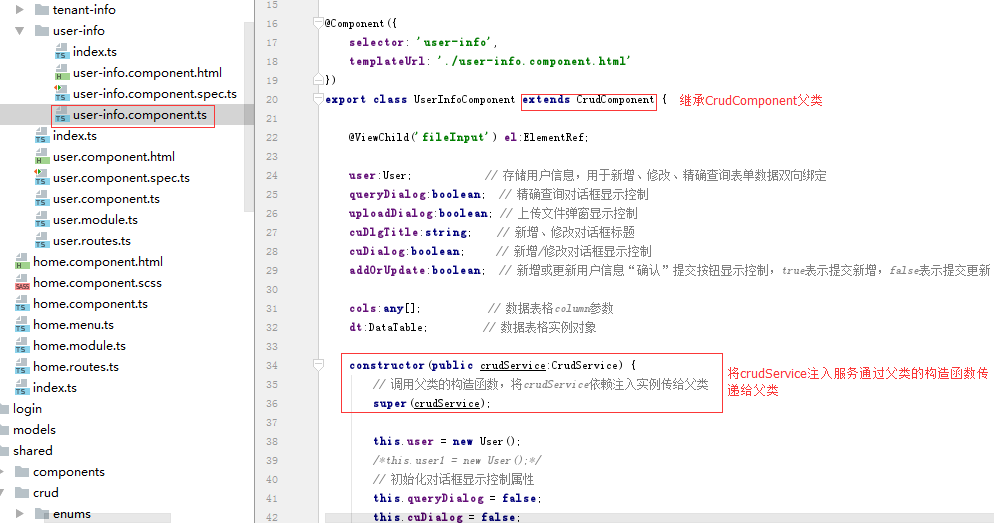 tenant-info
user-info
index.ts
user-info.component.html
user-info.component.spec.ts
user-info.component.ts
index.ts
user.component.html
user.component.spec.ts
user.component.ts
user.module.ts
user.routes.ts
home.component.html
home.component.scss
home.component.ts
home.menu.ts
home.module.ts
home.routes.ts
index.ts
login
models
shared
components
crud
enums
15
16 @Component({
17 selector: 'user-info',
18 templateUrl: './user-info.component.html'
19 })
20 export class UserInfoComponent extends CrudComponent { 继承CrudComponent父类
21
22 @ViewChild('fileInput') el:ElementRef;
23
24 user:User; // 存储用户信息，用于新增、修改、精确查询表单数据双向绑定
25 queryDialog:boolean; // 精确查询对话框显示控制
26 uploadDialog:boolean; // 上传文件弹窗显示控制
27 cuDlgTitle:string; // 新增、修改对话框标题
28 cuDialog:boolean; // 新增/修改对话框显示控制
29 addOrUpdate:boolean; // 新增或更新用户信息“确认”提交按钮显示控制，true表示提交新增，false表示提交更新
30
31 cols:any[]; // 数据表格column参数
32 dt:DataTable; // 数据表格实例对象
33
34 constructor(public crudService:CrudService) {
35 // 调用父类的构造函数，将crudService依赖注入实例传给父类
36 super(crudService);
将crudService注入服务通过父类的构造函数传
递给父类
37
38 this.user = new User();
39 /*this.user1 = new User();*/
40 // 初始化对话框显示控制属性
41 this.queryDialog = false;
42 this.cuDialog = false;